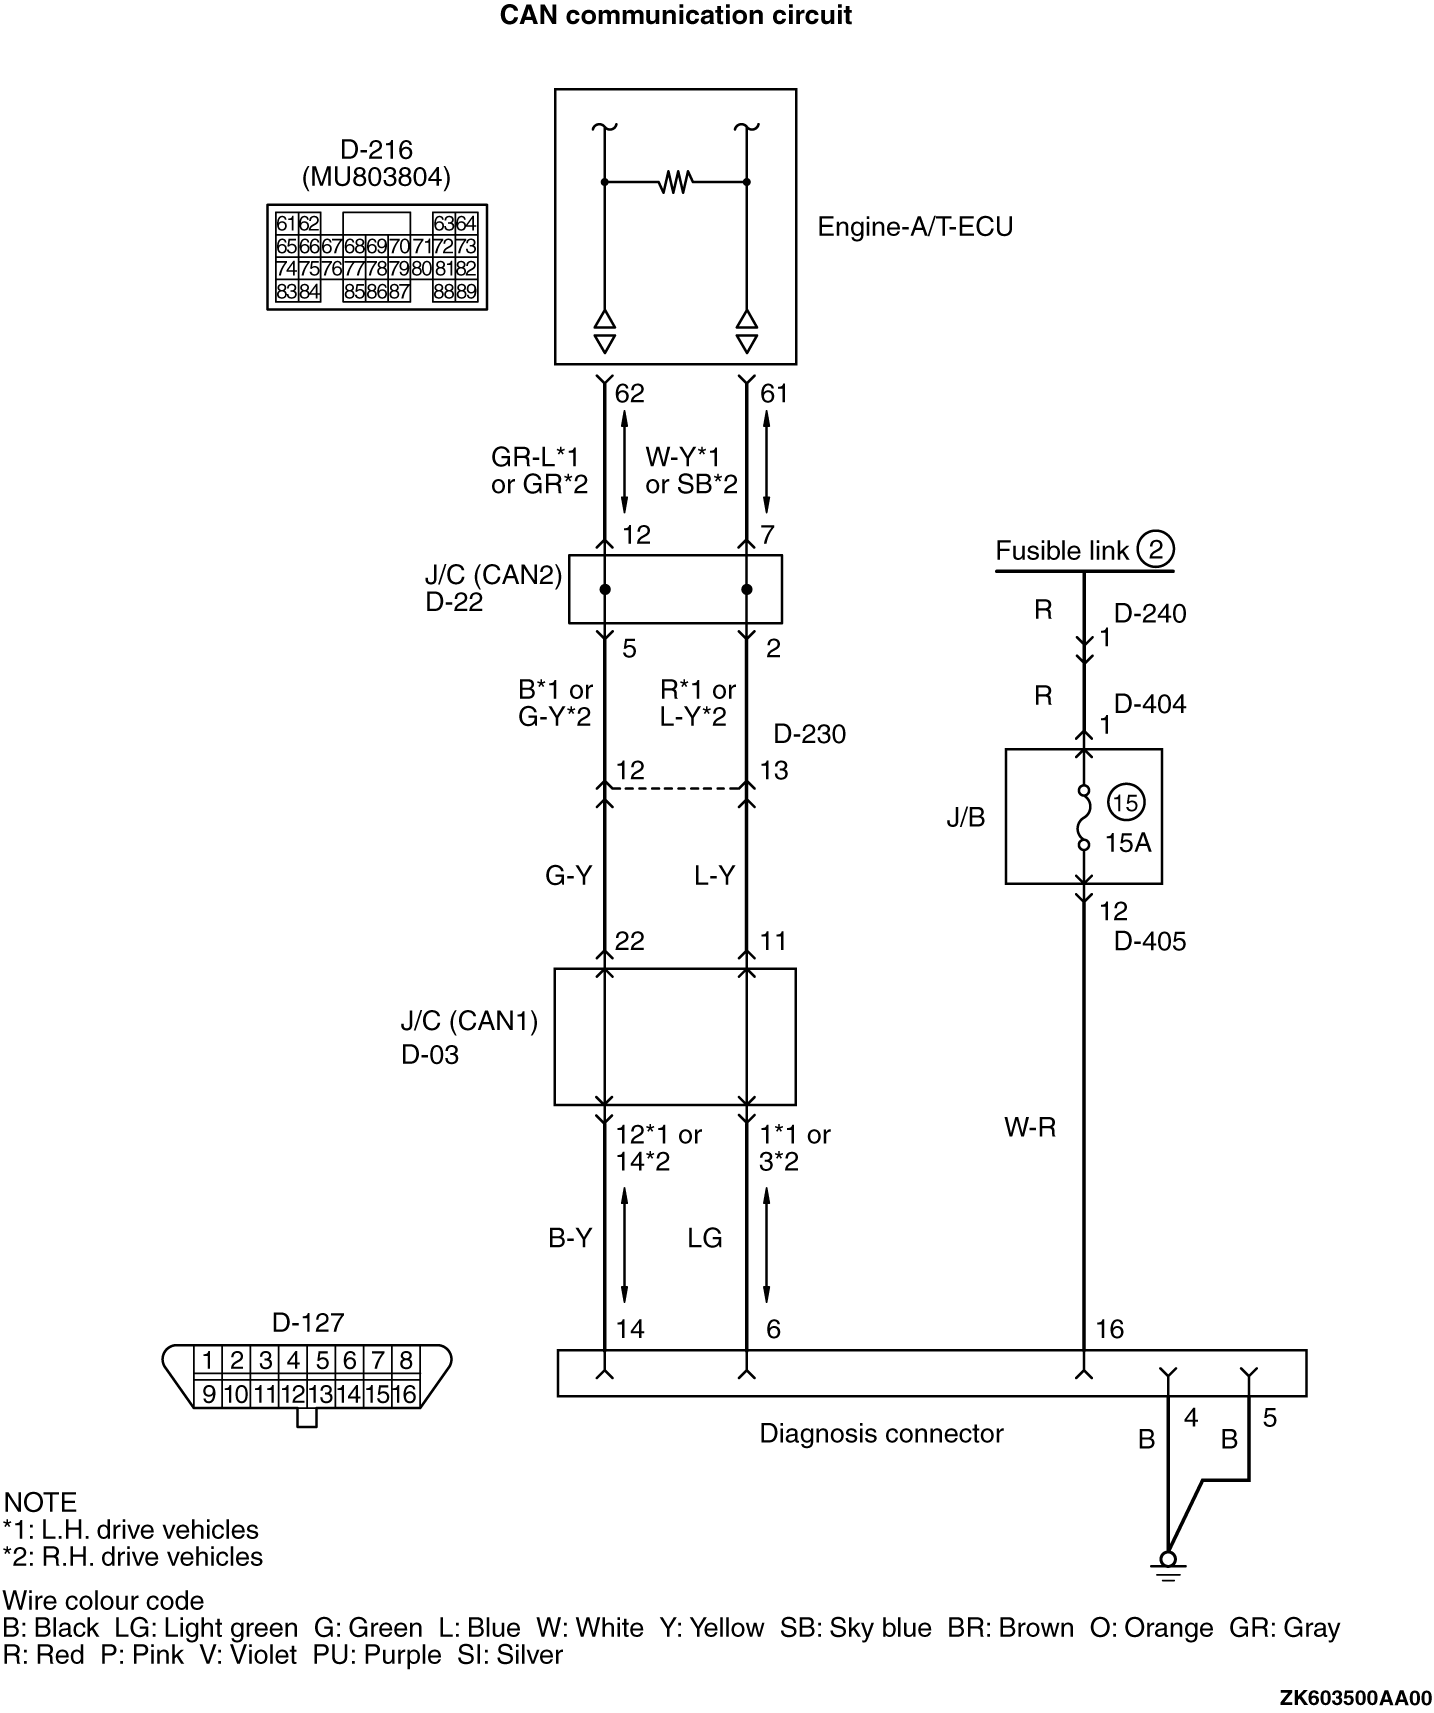 CAN communication circuit
D-216
(MU803804)
61 62 63 64
65 66 67 68 69 70 71 72 73
74 75 76 77 78 79 80 81 82
83 84 85 86 87 88 89
Engine-A/T-ECU
62
61
GR-L*1
or GR*2
W-Y*1
or SB*2
12
7
J/C (CAN2)
D-22
5
2
B*1 or
G-Y*2
R*1 or
L-Y*2
D-230
12
13
G-Y
L-Y
22
11
J/C (CAN1)
D-03
12*1 or
14*2
1*1 or
3*2
B-Y
LG
14
6
Fusible link 2
R
D-240
1
R
D-404
1
J/B
15
15A
12
D-405
W-R
16
D-127
1 2 3 4 5 6 7 8
9 10 11 12 13 14 15 16
Diagnosis connector
4
5
B
B
NOTE
*1: L.H. drive vehicles
*2: R.H. drive vehicles
Wire colour code
B: Black LG: Light green G: Green L: Blue W: White Y: Yellow SB: Sky blue BR: Brown O: Orange GR: Gray
R: Red P: Pink V: Violet PU: Purple SI: Silver
ZK603500AA00